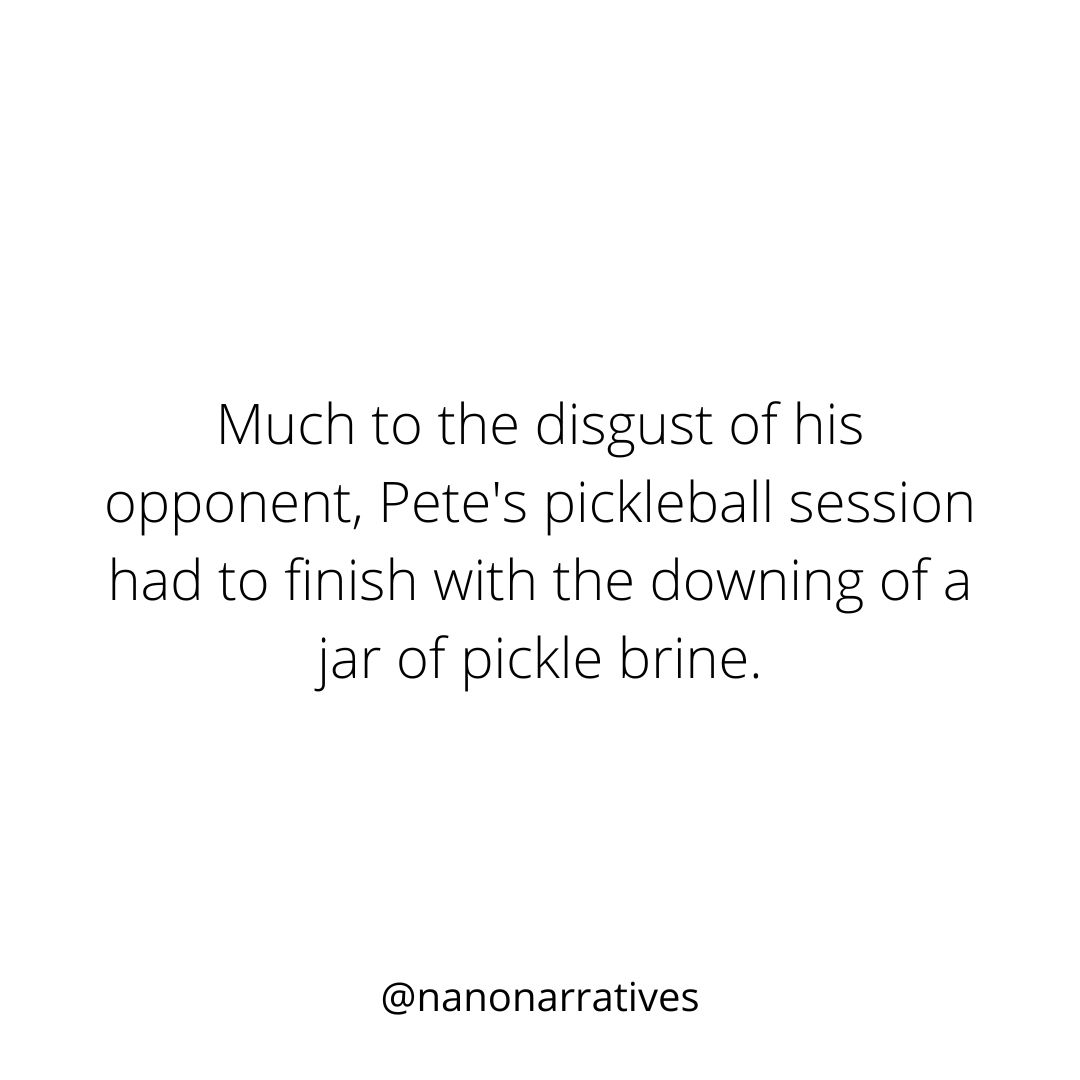 Much to the disgust of his
opponent, Pete's pickleball session
had to finish with the downing of a
jar of pickle brine.
@nanonarratives